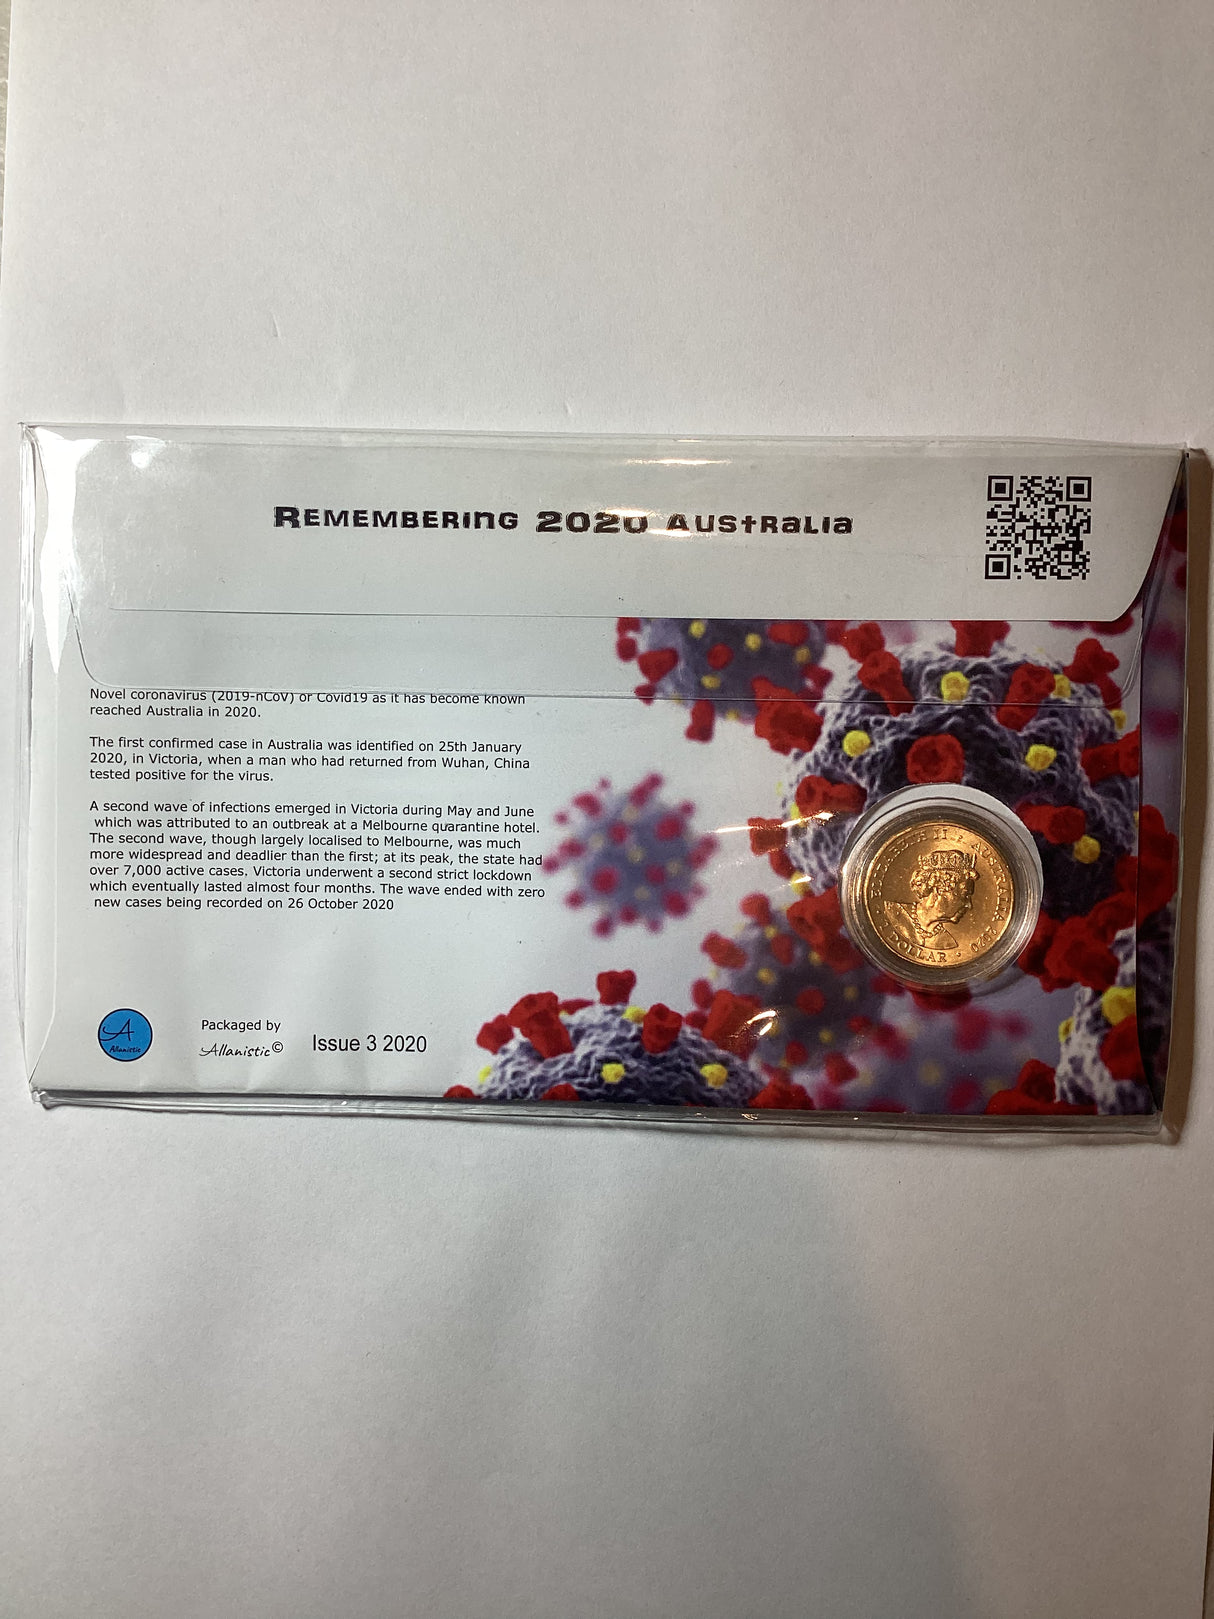 Remembering 2020 Australia
Novel coronavirus (2019-nCoV) or Covid19 as it has become known
reached Australia in 2020.
The first confirmed case in Australia was identified on 25th January
2020, in Victoria, when a man who had returned from Wuhan, China
tested positive for the virus.
A second wave of infections emerged in Victoria during May and June
which was attributed to an outbreak at a Melbourne quarantine hotel.
The second wave, though largely localised to Melbourne, was much
more widespread and deadlier than the first; at its peak, the state had
over 7,000 active cases. Victoria underwent a second strict lockdown
which eventually lasted almost four months. The wave ended with zero
new cases being recorded on 26 October 2020
ELIZABETH II • AUSTRALIA 2020 •
1 DOLLAR •
A
Allanistic
Packaged by
Allanistic©
Issue 3 2020